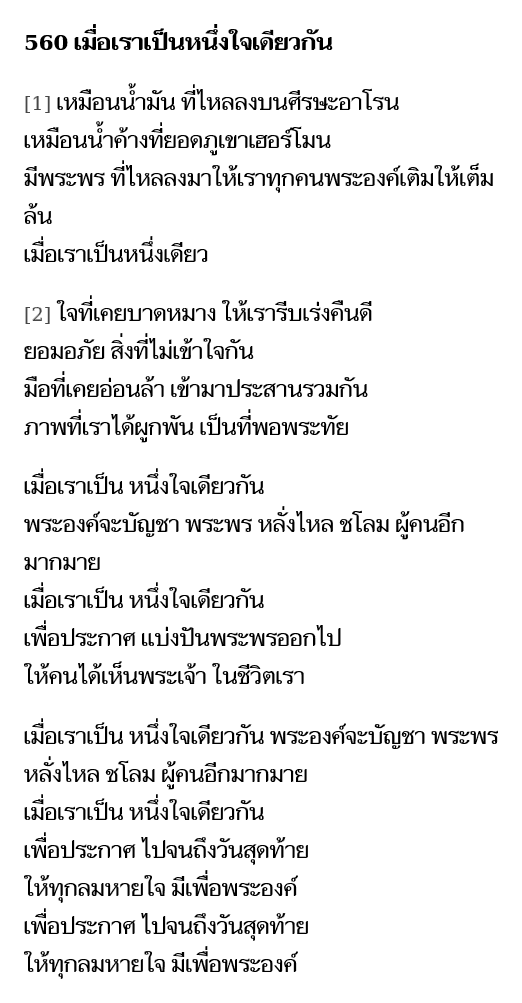 560 เมื่อเราเป็นหนึ่งใจเดียวกัน
[1] เหมือนน้ำมัน ที่ไหลลงบนศีรษะอาโรน
เหมือนน้ำค้างที่ยอดภูเขาเฮอร์โมน
มีพระพร ที่ไหลลงมาให้เราทุกคนพระองค์เติมให้เต็ม
ล้น
เมื่อเราเป็นหนึ่งเดียว
[2] ใจที่เคยบาดหมาง ให้เรารีบเร่งคืนดี
ยอมอภัย สิ่งที่ไม่เข้าใจกัน
มือที่เคยอ่อนล้า เข้ามาประสานรวมกัน
ภาพที่เราได้ผูกพัน เป็นที่พอพระทัย
เมื่อเราเป็น หนึ่งใจเดียวกัน
พระองค์จะบัญชา พระพร หลั่งไหล ชโลม ผู้คนอีก
มากมาย
เมื่อเราเป็น หนึ่งใจเดียวกัน
เพื่อประกาศ แบ่งปันพระพรออกไป
ให้คนได้เห็นพระเจ้า ในชีวิตเรา
เมื่อเราเป็น หนึ่งใจเดียวกัน พระองค์จะบัญชา พระพร
หลั่งไหล ชโลม ผู้คนอีกมากมาย
เมื่อเราเป็น หนึ่งใจเดียวกัน
เพื่อประกาศ ไปจนถึงวันสุดท้าย
ให้ทุกลมหายใจ มีเพื่อพระองค์
เพื่อประกาศ ไปจนถึงวันสุดท้าย
ให้ทุกลมหายใจ มีเพื่อพระองค์